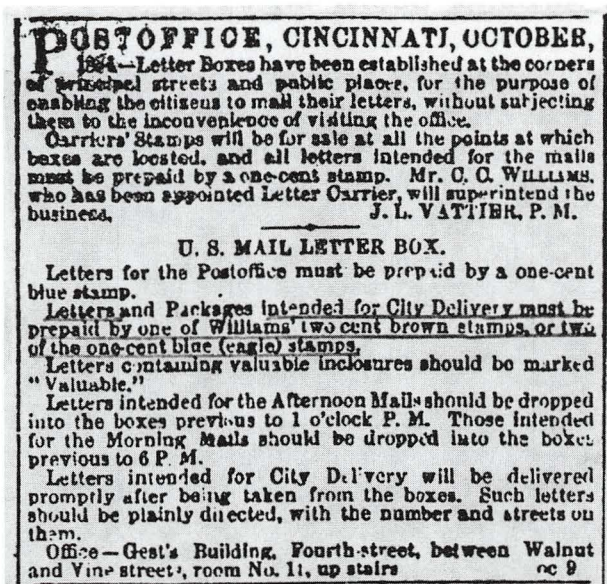 POSTOFFICE, CINCINNATI, OCTOBER,
1854.—Letter Boxes have been established at the corners
of principal streets and public places, for the purpose of
enabling the citizens to mail their letters, without subjecting
them to the inconvenience of visiting the office.
Carriers' Stamps will be for sale at all the points at which
boxes are located, and all letters intended for the mails
must be prepaid by a one-cent stamp. Mr. C. C. WILLIAMS,
who has been appointed Letter Carrier, will superintend the
business. J. L. VATTIER, P. M.
U. S. MAIL LETTER BOX.
Letters for the Postoffice must be prepaid by a one-cent
blue stamp.
Letters and Packages intended for City Delivery must be
prepaid by one of Williams' two cent brown stamps, or two
of the one-cent blue (eagle) stamps.
Letters containing valuable inclosures should be marked
"Valuable."
Letters intended for the Afternoon Mails should be dropped
into the boxes previous to 1 o'clock P. M. Those intended
for the Morning Mails should be dropped into the boxes
previous to 6 P. M.
Letters intended for City Delivery will be delivered
promptly after being taken from the boxes. Such letters
should be plainly directed, with the number and streets on
them.
Office—Gest's Building, Fourth-street, between Walnut
and Vine streets, room No. 11, up stairs oc 9